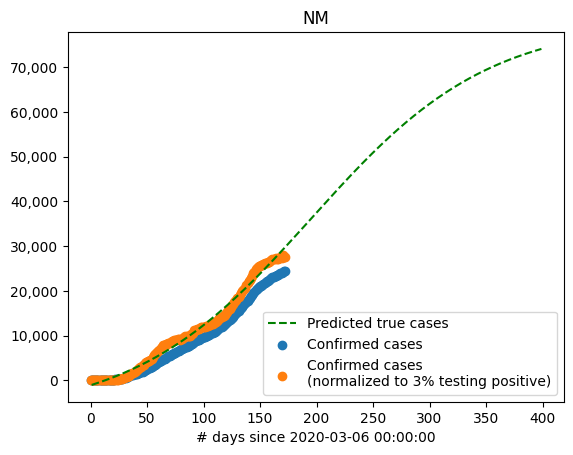 NM
70,000
60,000
50,000
40,000
30,000
20,000
10,000
0
Predicted true cases
Confirmed cases
Confirmed cases
(normalized to 3% testing positive)
0 50 100 150 200 250 300 350 400
# days since 2020-03-06 00:00:00